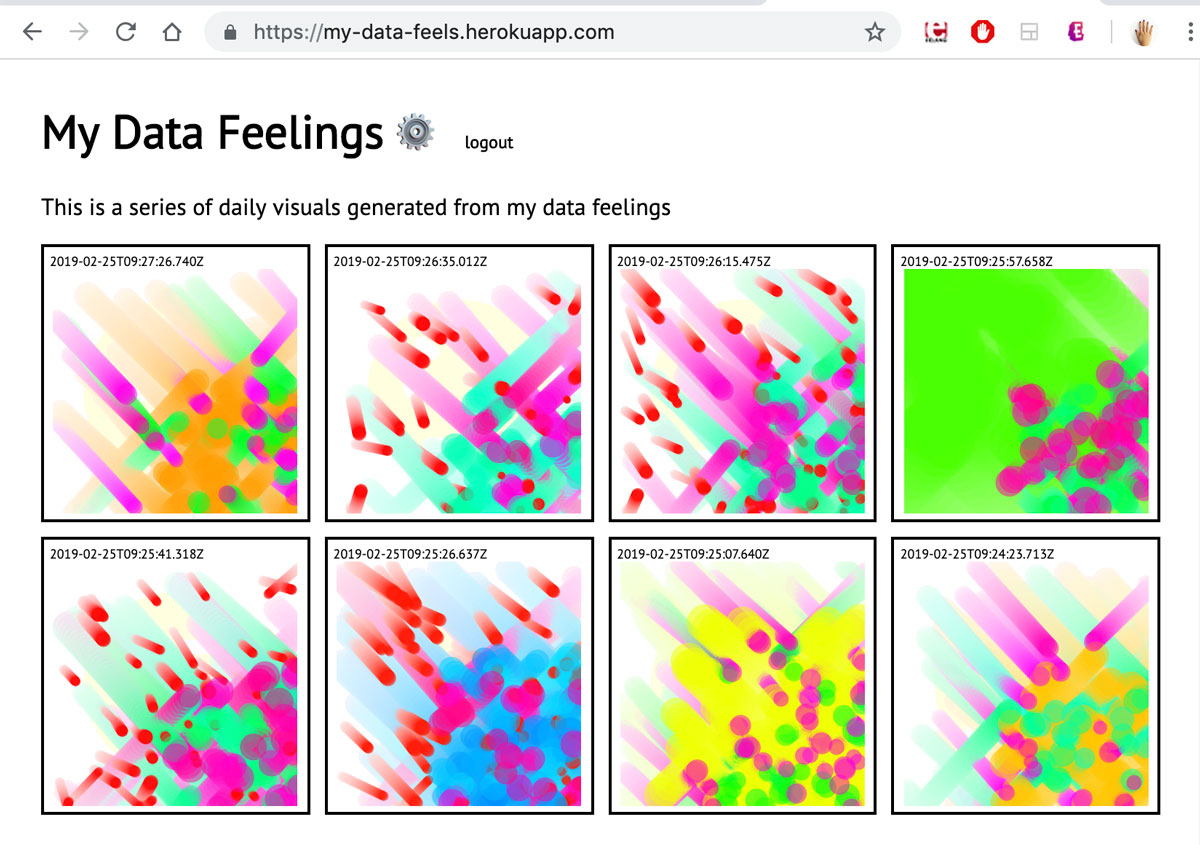 https://my-data-feels.herokuapp.com
My Data Feelings logout
This is a series of daily visuals generated from my data feelings
2019-02-25T09:27:26.740Z
2019-02-25T09:26:35.012Z
2019-02-25T09:26:15.475Z
2019-02-25T09:25:57.658Z
2019-02-25T09:25:41.318Z
2019-02-25T09:25:26.637Z
2019-02-25T09:25:07.640Z
2019-02-25T09:24:23.713Z